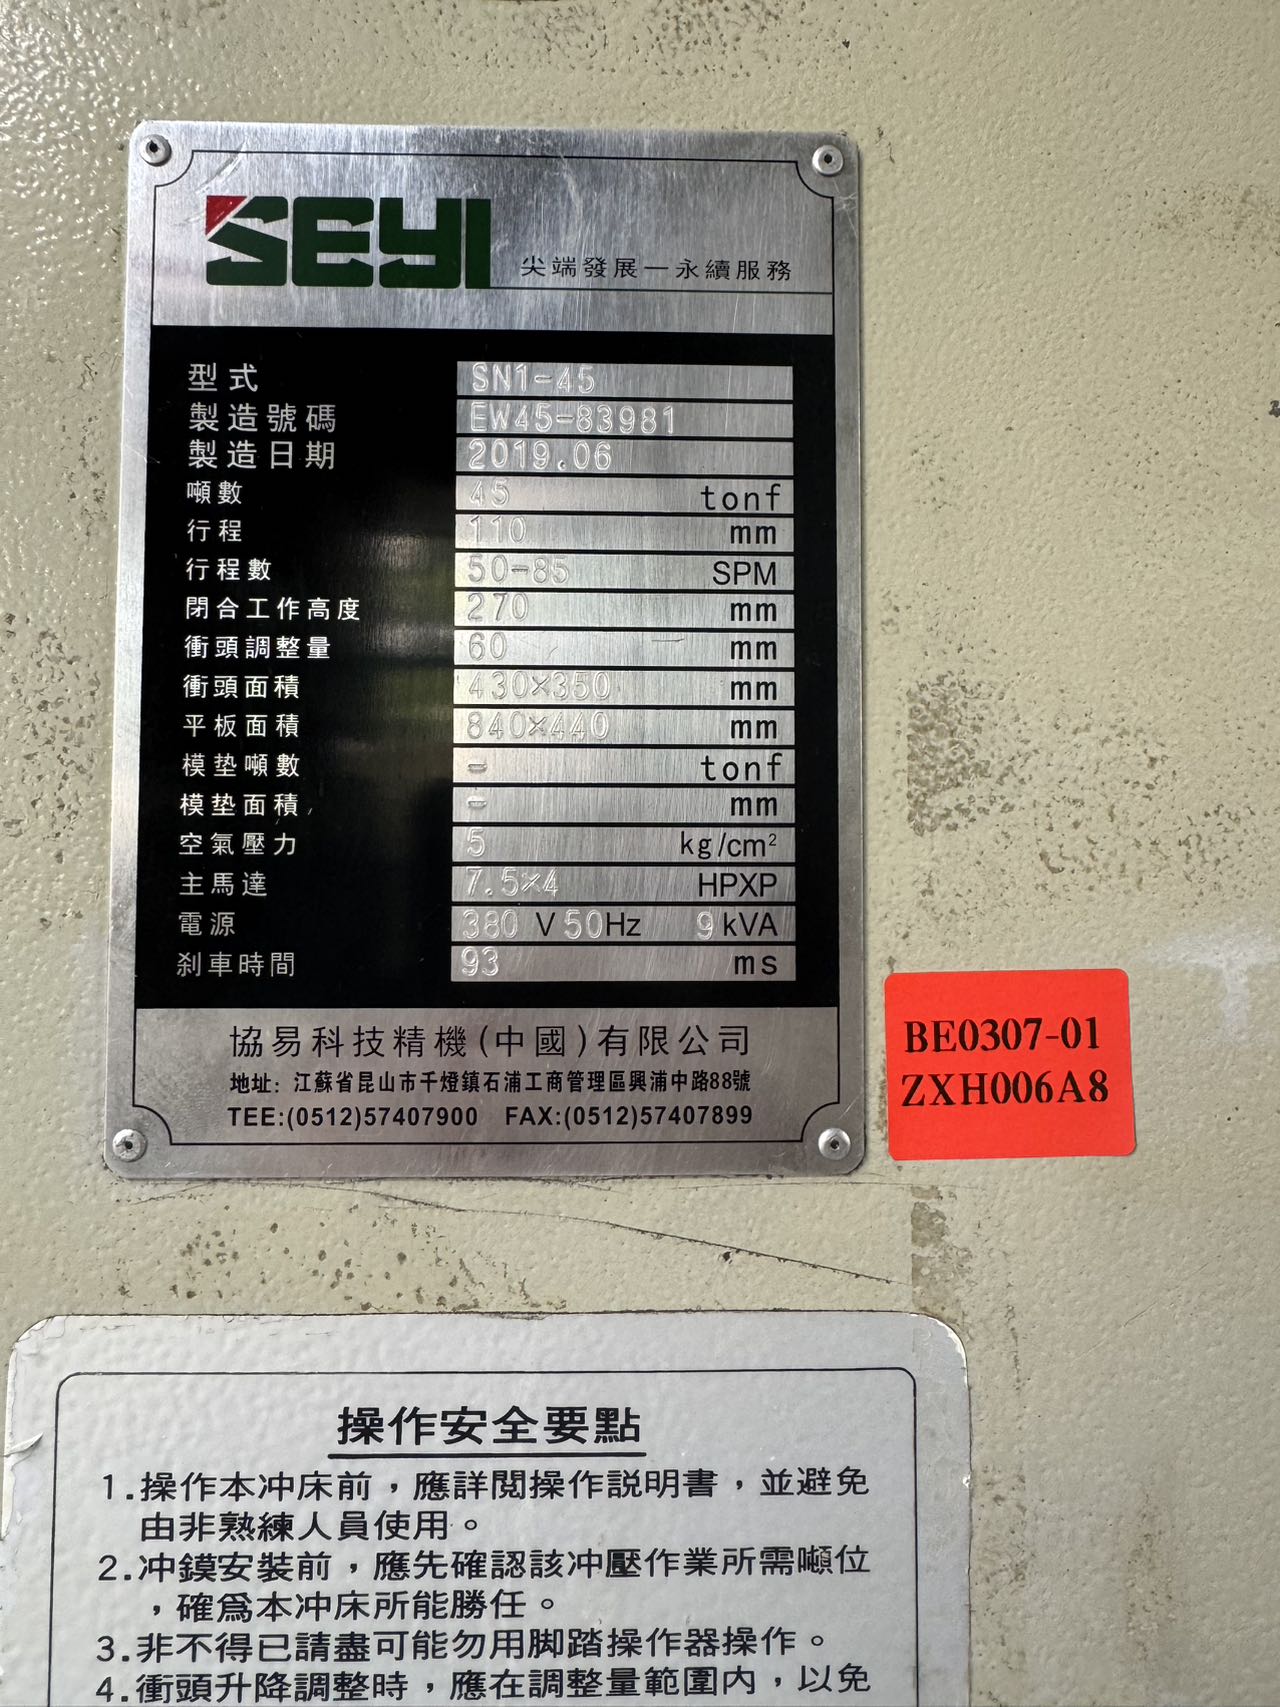 SEYI
尖端發展一永續服務
型式 SN1-45
製造號碼 EW45-83981
製造日期 2019.06
噸數 45 tonf
行程 110 mm
行程數 50-85 SPM
閉合工作高度 270 mm
衝頭調整量 60 mm
衝頭面積 430×350 mm
平板面積 840×440 mm
模墊噸數 - tonf
模墊面積 - mm
空氣壓力 5 kg/cm²
主馬達 7.5×4 HPXP
電源 380 V 50Hz 9 kVA
刹車時間 93 ms
協易科技精機(中國)有限公司
地址: 江蘇省昆山市千燈鎮石浦工商管理區興浦中路88號
TEE:(0512)57407900 FAX:(0512)57407899
BE0307-01
ZXH006A8
操作安全要點
1.操作本冲床前，應詳閱操作説明書，並避免
由非熟練人員使用。
2.冲鏌安裝前，應先確認該冲壓作業所需噸位
，確爲本冲床所能勝任。
3.非不得已請盡可能勿用脚踏操作器操作。
4.衝頭升降調整時，應在調整量範圍内，以免